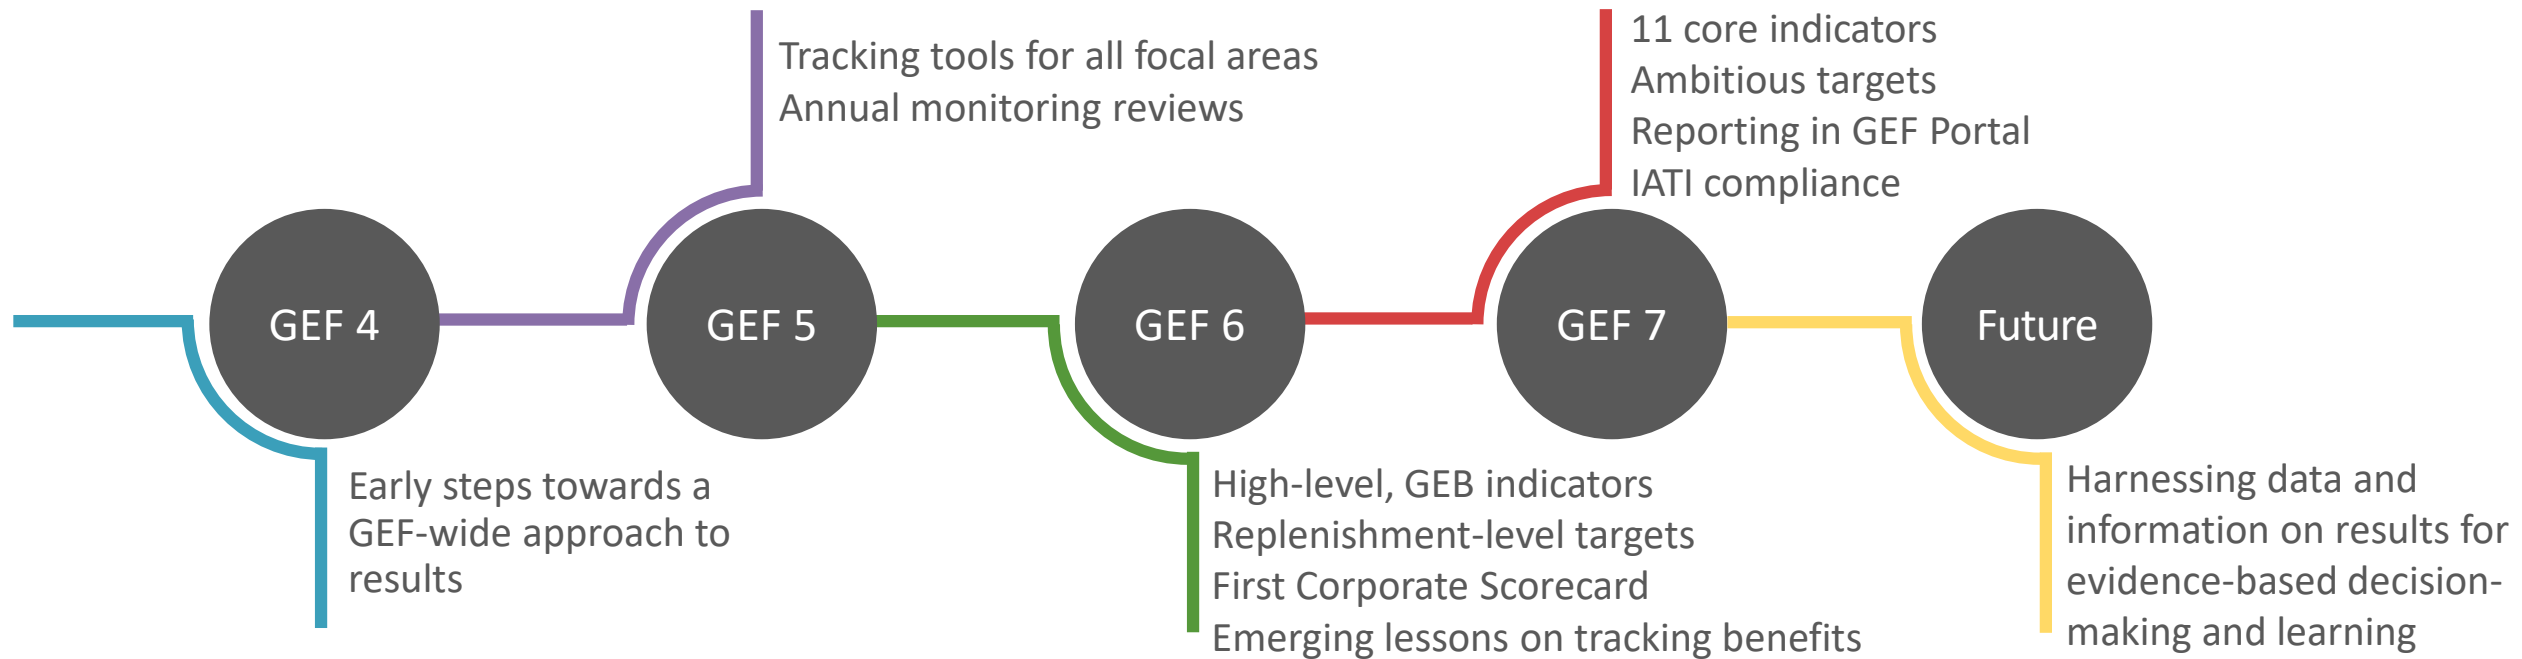 GEF 4
Early steps towards a
GEF-wide approach to
results
Tracking tools for all focal areas
Annual monitoring reviews
GEF 5
GEF 6
High-level, GEB indicators
Replenishment-level targets
First Corporate Scorecard
Emerging lessons on tracking benefits
11 core indicators
Ambitious targets
Reporting in GEF Portal
IATI compliance
GEF 7
Future
Harnessing data and
information on results for
evidence-based decision-
making and learning